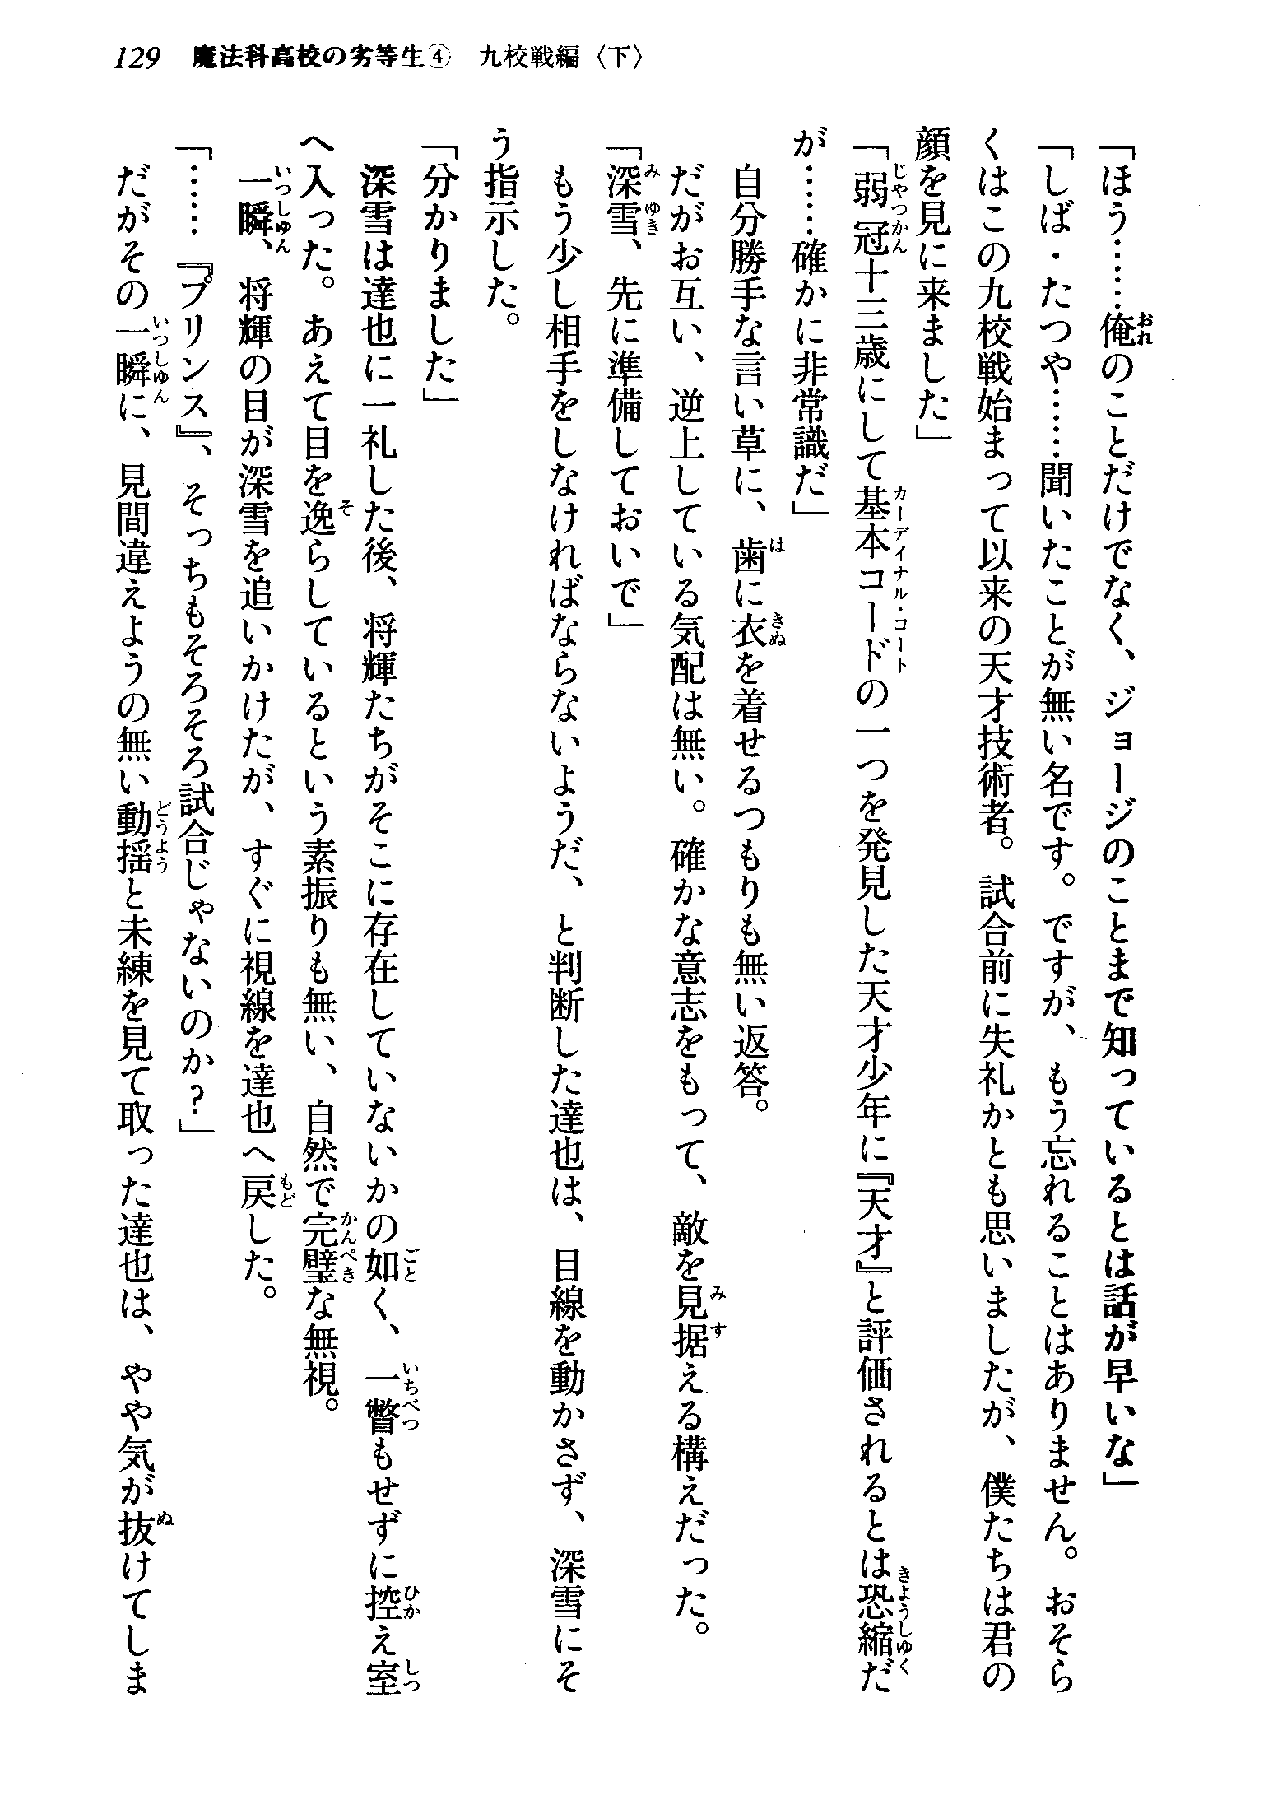 129 魔法科高校の劣等生④ 九校戦編〈下〉
「ほう……俺のことだけでなく、ジョージのことまで知っているとは話が早いな」
「しば・たつや……聞いたことが無い名です。ですが、もう忘れることはありません。おそら
くはこの九校戦始まって以来の天才技術者。試合前に失礼かとも思いましたが、僕たちは君の
顔を見に来ました」
「弱冠十三歳にして基本コードの一つを発見した天才少年に『天才』と評価されるとは恐縮だ
が……確かに非常識だ」
自分勝手な言い草に、歯に衣を着せるつもりも無い返答。
だがお互い、逆上している気配は無い。確かな意志をもって、敵を見据える構えだった。
「深雪、先に準備しておいで」
もう少し相手をしなければならないようだ、と判断した達也は、目線を動かさず、深雪にそ
う指示した。
「分かりました」
深雪は達也に一礼した後、将輝たちがそこに存在していないかの如く、一瞥もせずに控え室
へ入った。あえて目を逸らしているという素振りも無い、自然で完璧な無視。
一瞬、将輝の目が深雪を追いかけたが、すぐに視線を達也へ戻した。
「……『プリンス』、そっちもそろそろ試合じゃないのか?」
だがその一瞬に、見間違えようの無い動揺と未練を見て取った達也は、やや気が抜けてしま